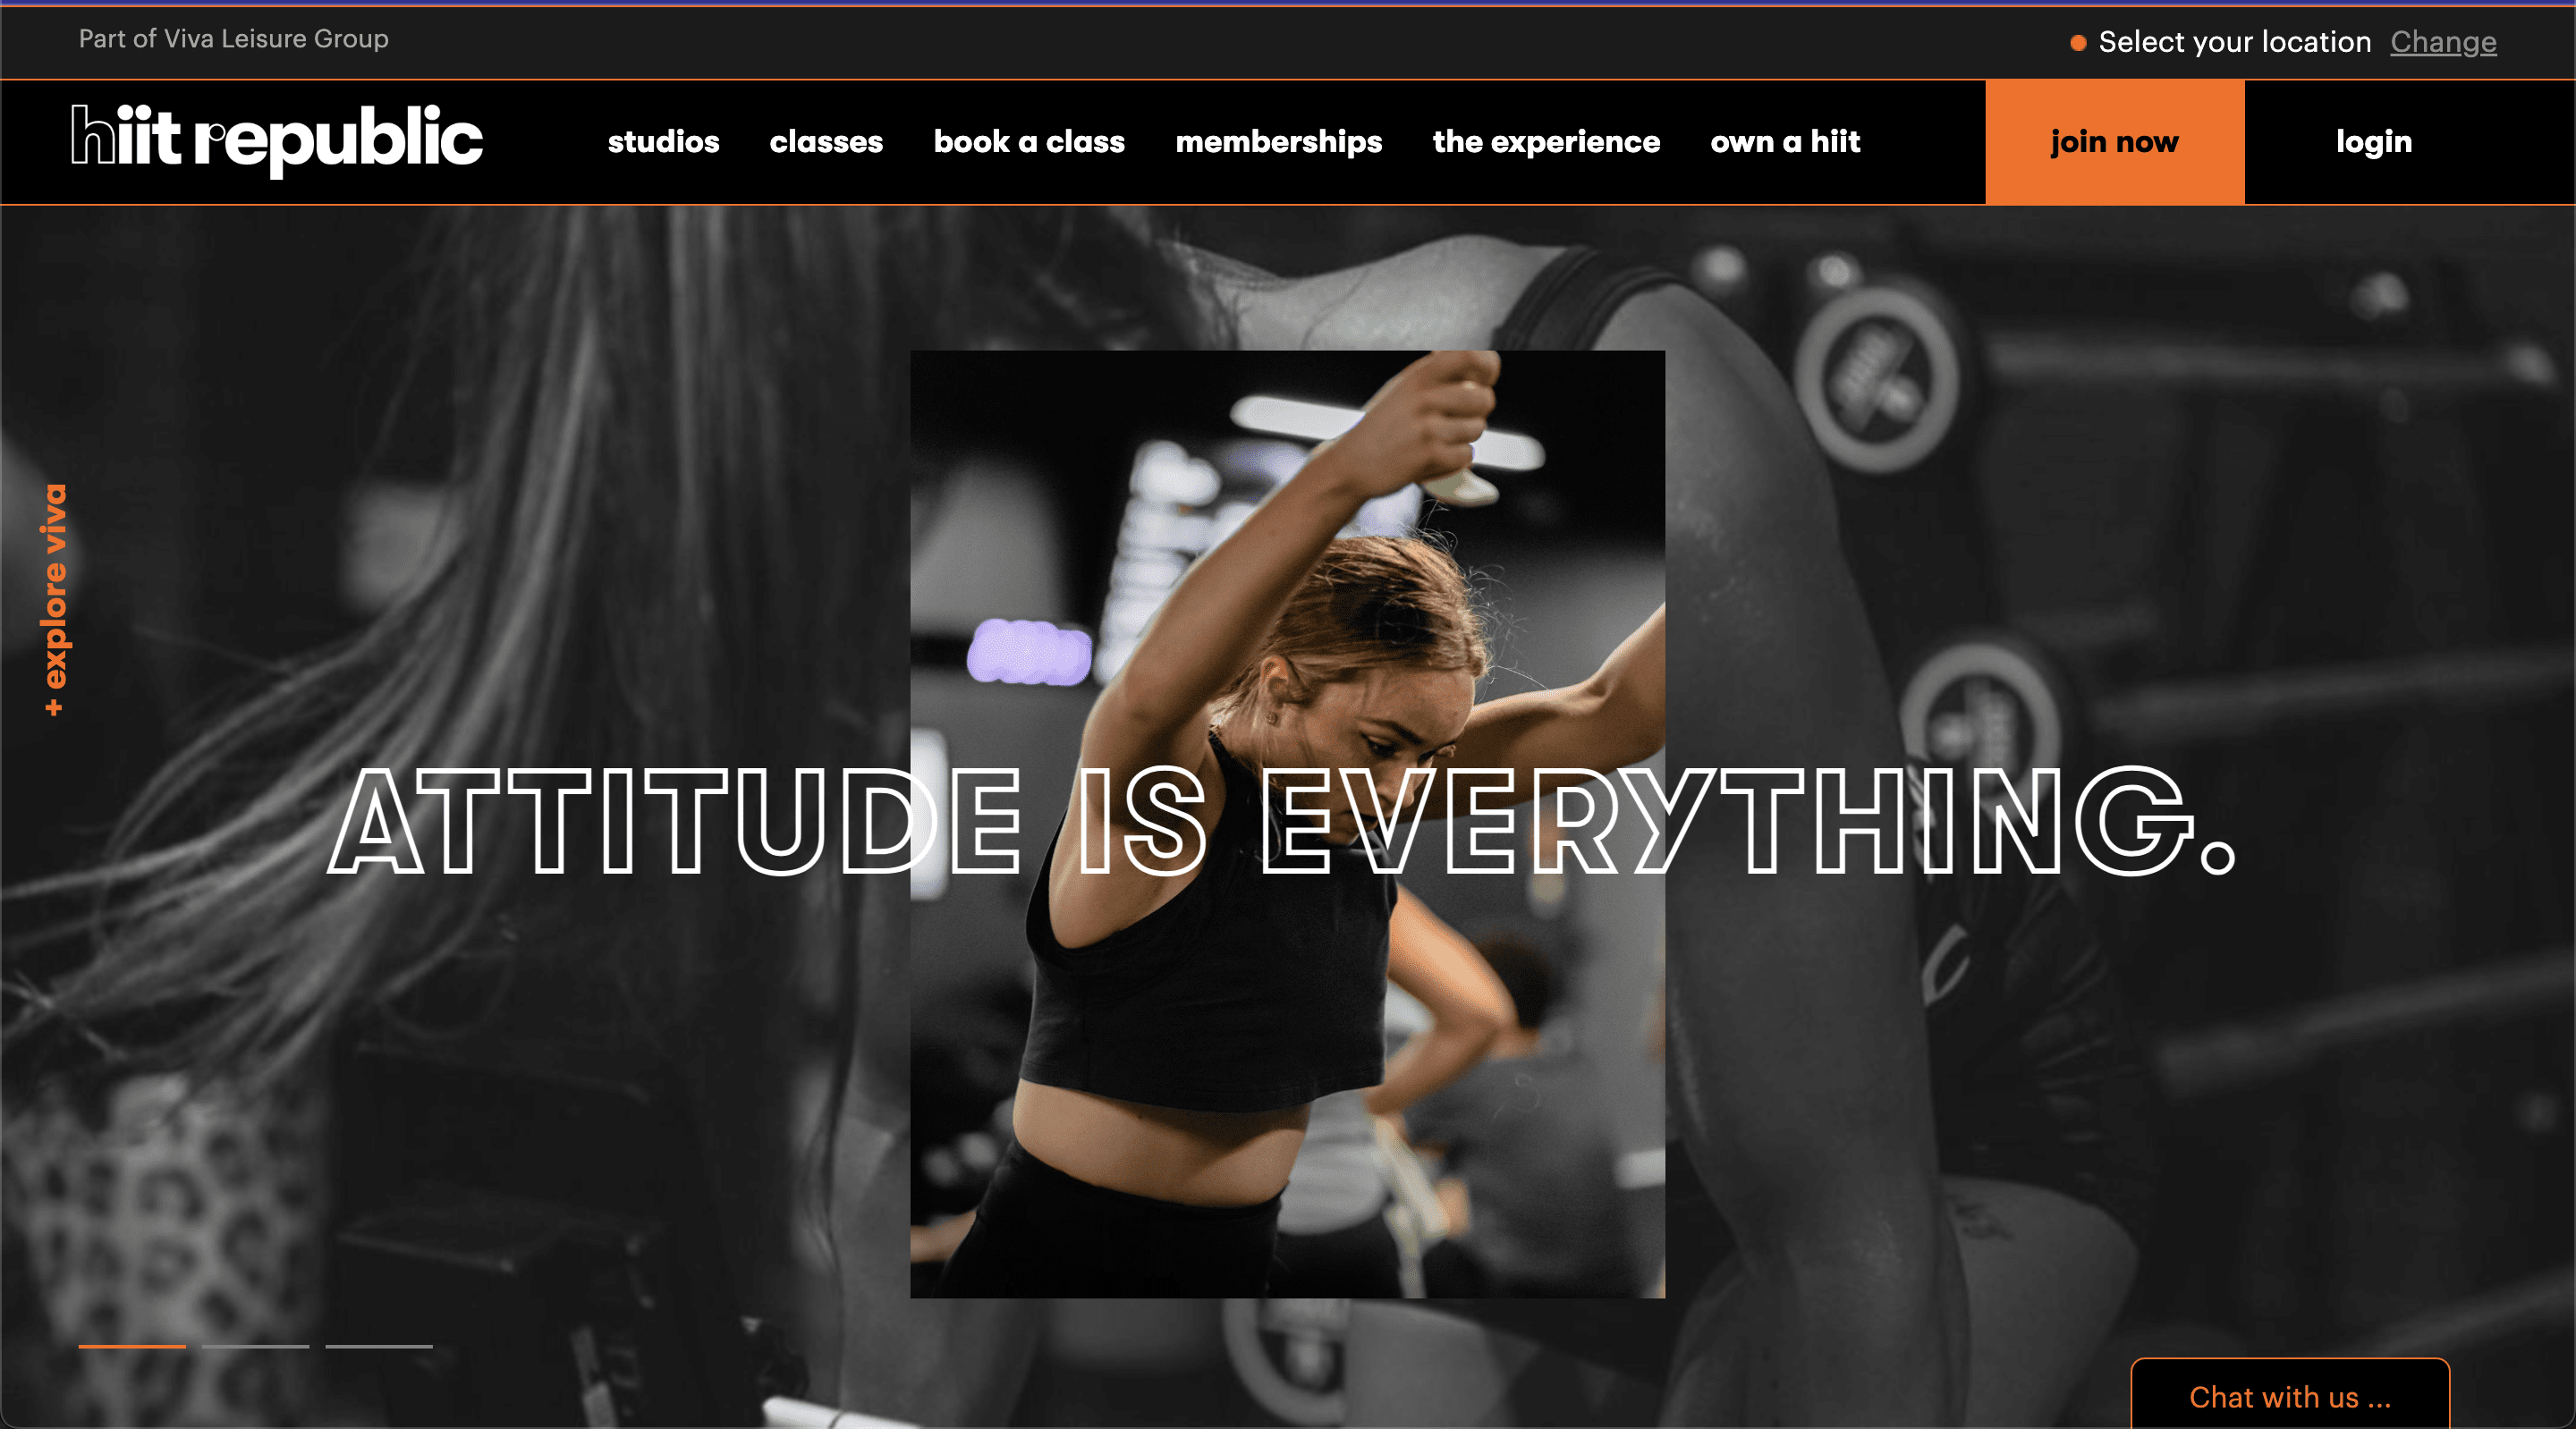 Part of Viva Leisure Group
Select your location Change
hiit republic
studios classes book a class memberships the experience own a hiit join now login
+ explore viva
ATTITUDE IS EVERYTHING.
Chat with us ...